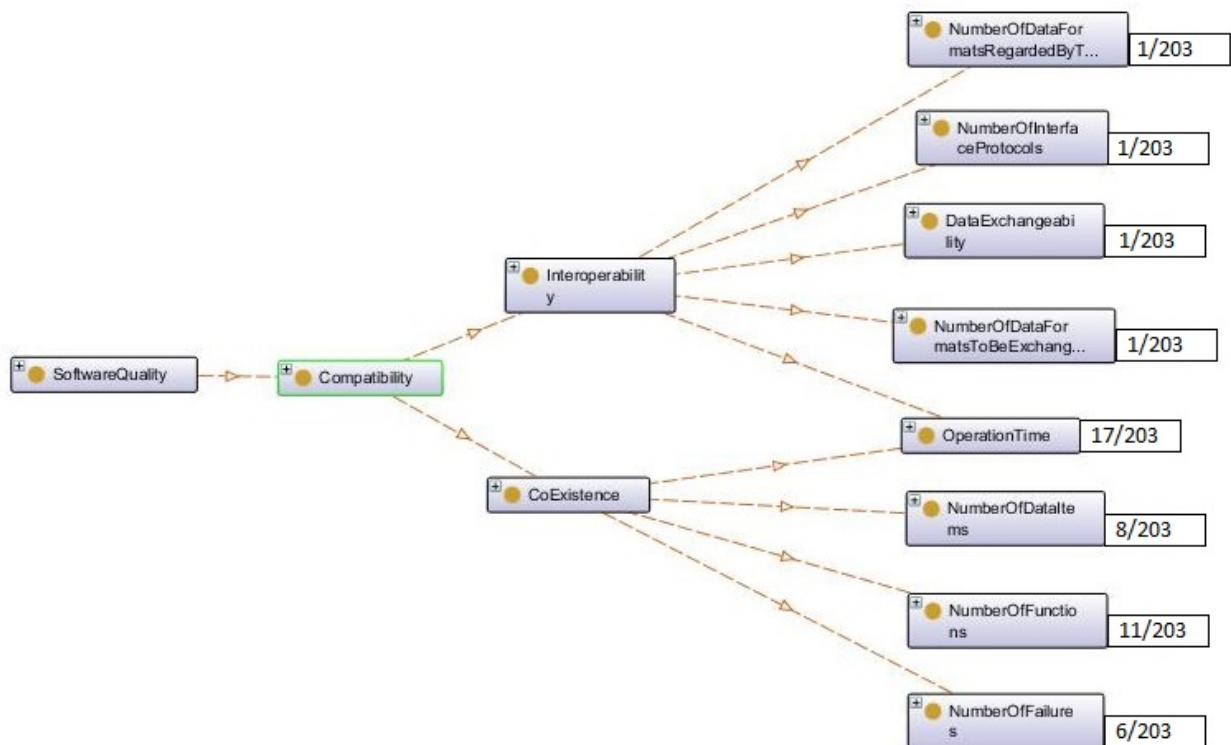 NumberOfDataFor
matsRegardedByT...
1/203
NumberOfInterfa
ceProtocols
1/203
DataExchangeabi
lity
1/203
Interoperabilit
y
NumberOfDataFor
matsToBeExchang...
1/203
SoftwareQuality
Compatibility
OperationTime
17/203
CoExistence
NumberOfDataIte
ms
8/203
NumberOfFunctio
ns
11/203
NumberOfFailure
s
6/203